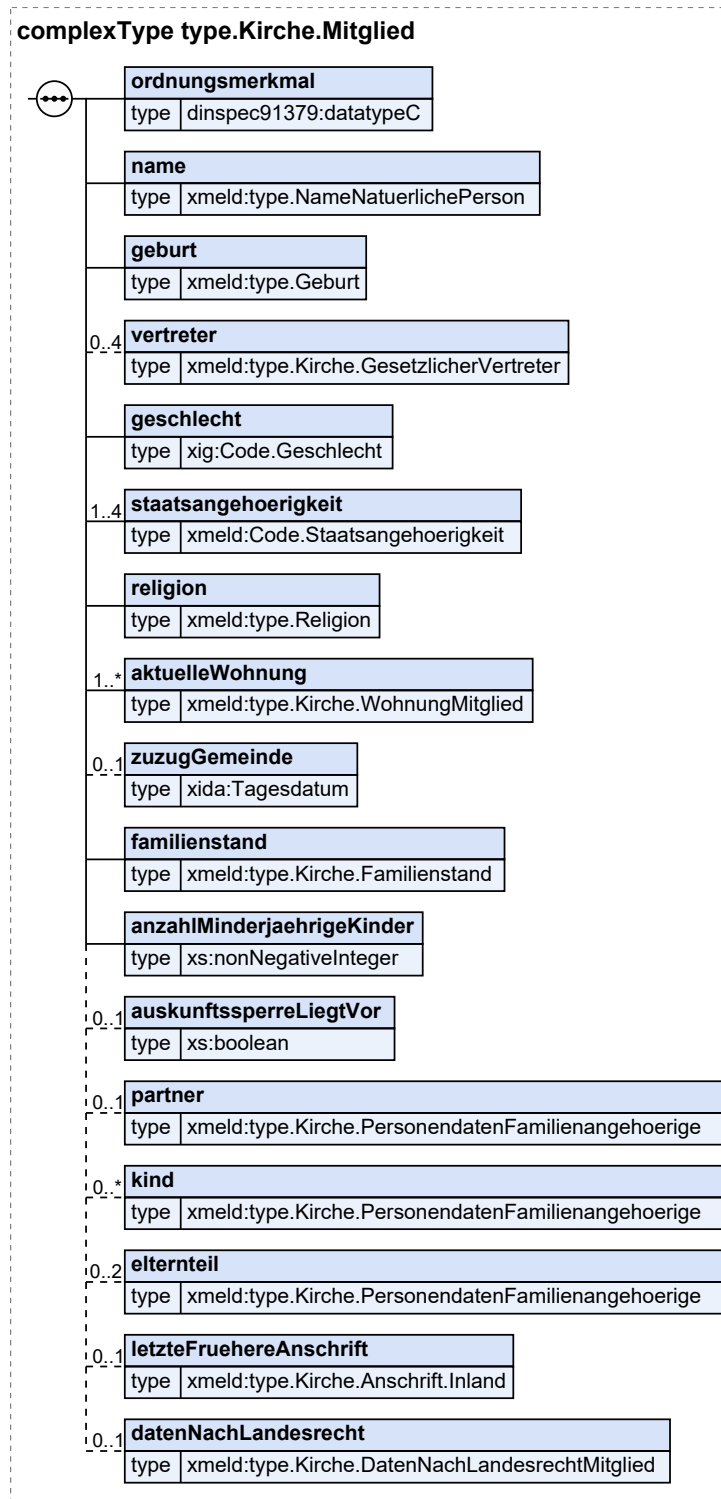 complexType type.Kirche.Mitglied
ordnungsmerkmal
type dinspec91379:datatypeC
name
type xmeld:type.NameNatuerlichePerson
geburt
type xmeld:type.Geburt
0..4 vertreter
type xmeld:type.Kirche.GesetzlicherVertreter
geschlecht
type xig:Code.Geschlecht
1..4 staatsangehoerigkeit
type xmeld:Code.Staatsangehoerigkeit
religion
type xmeld:type.Religion
1..* aktuelleWohnung
type xmeld:type.Kirche.WohnungMitglied
0..1 zuzugGemeinde
type xida:Tagesdatum
familienstand
type xmeld:type.Kirche.Familienstand
anzahlMinderjaehrigeKinder
type xs:nonNegativeInteger
0..1 auskunftssperreLiegtVor
type xs:boolean
0..1 partner
type xmeld:type.Kirche.PersonendatenFamilienangehoerige
0..* kind
type xmeld:type.Kirche.PersonendatenFamilienangehoerige
0..2 elternteil
type xmeld:type.Kirche.PersonendatenFamilienangehoerige
0..1 letzteFruehereAnschrift
type xmeld:type.Kirche.Anschrift.Inland
0..1 datenNachLandesrecht
type xmeld:type.Kirche.DatenNachLandesrechtMitglied